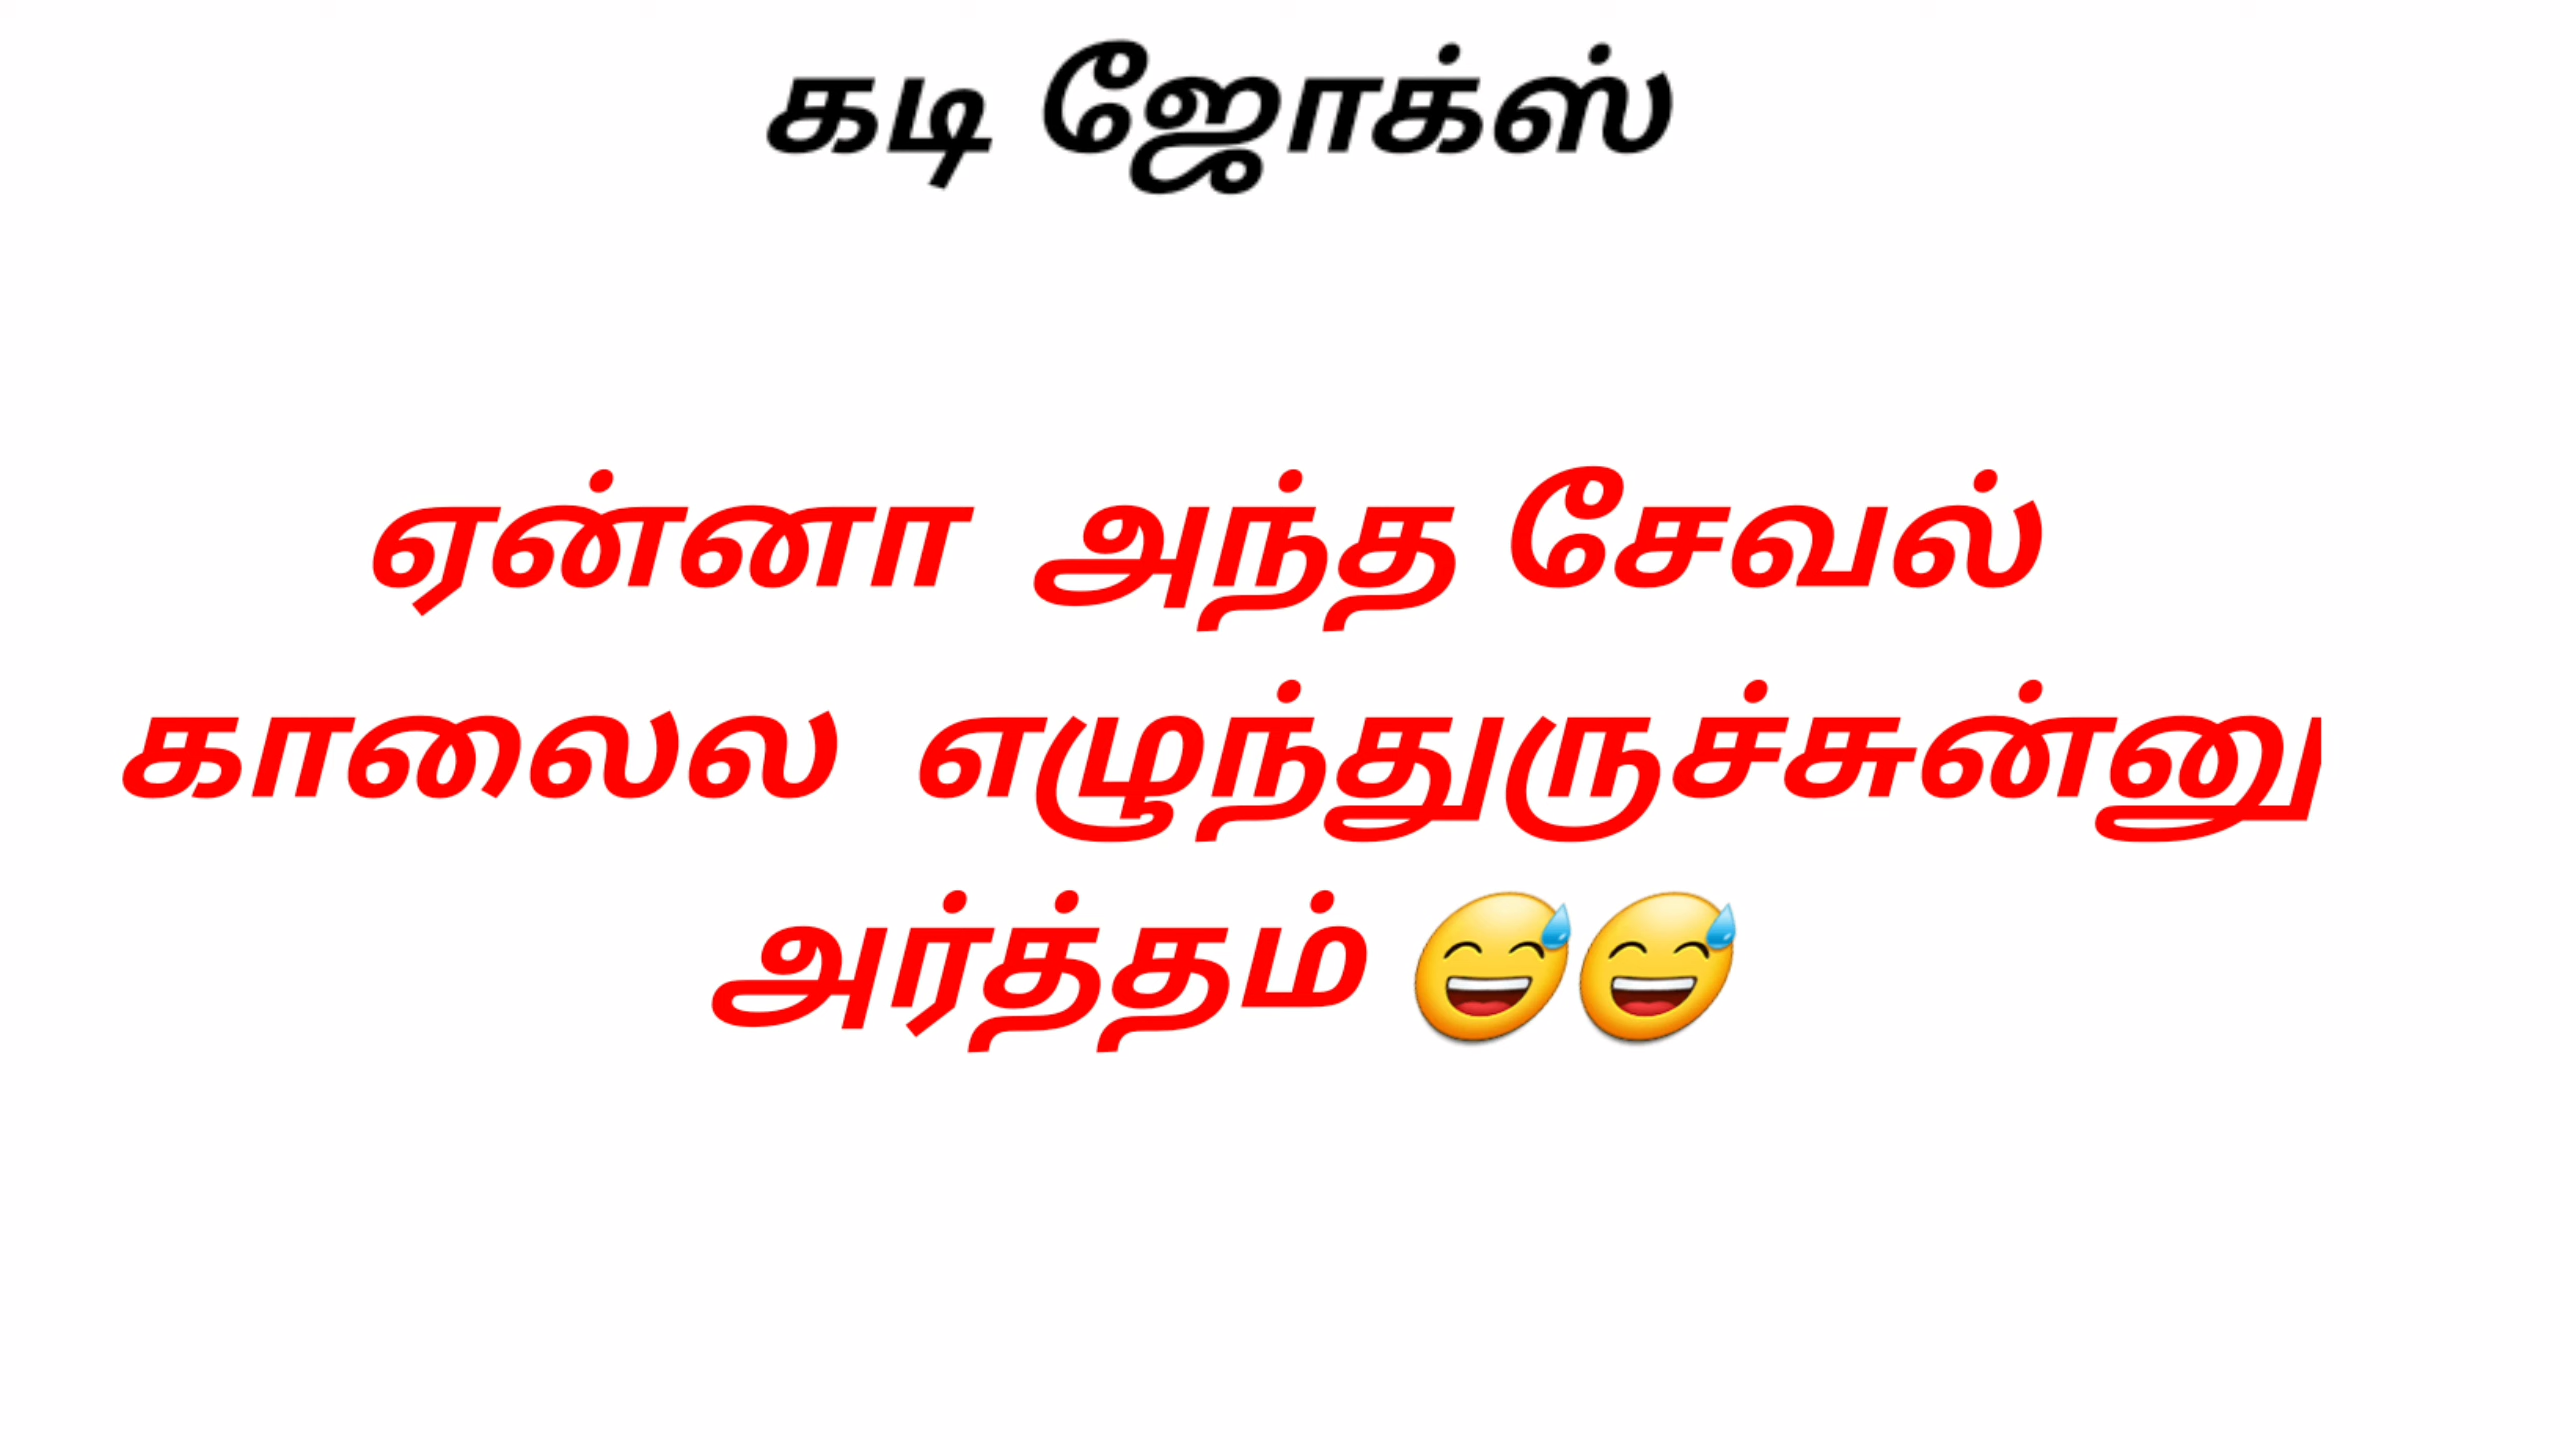 கடி ஜோக்ஸ்
ஏன்னா அந்த சேவல்
காலைல எழுந்துருச்சுன்னு
அர்த்தம் 😅😅